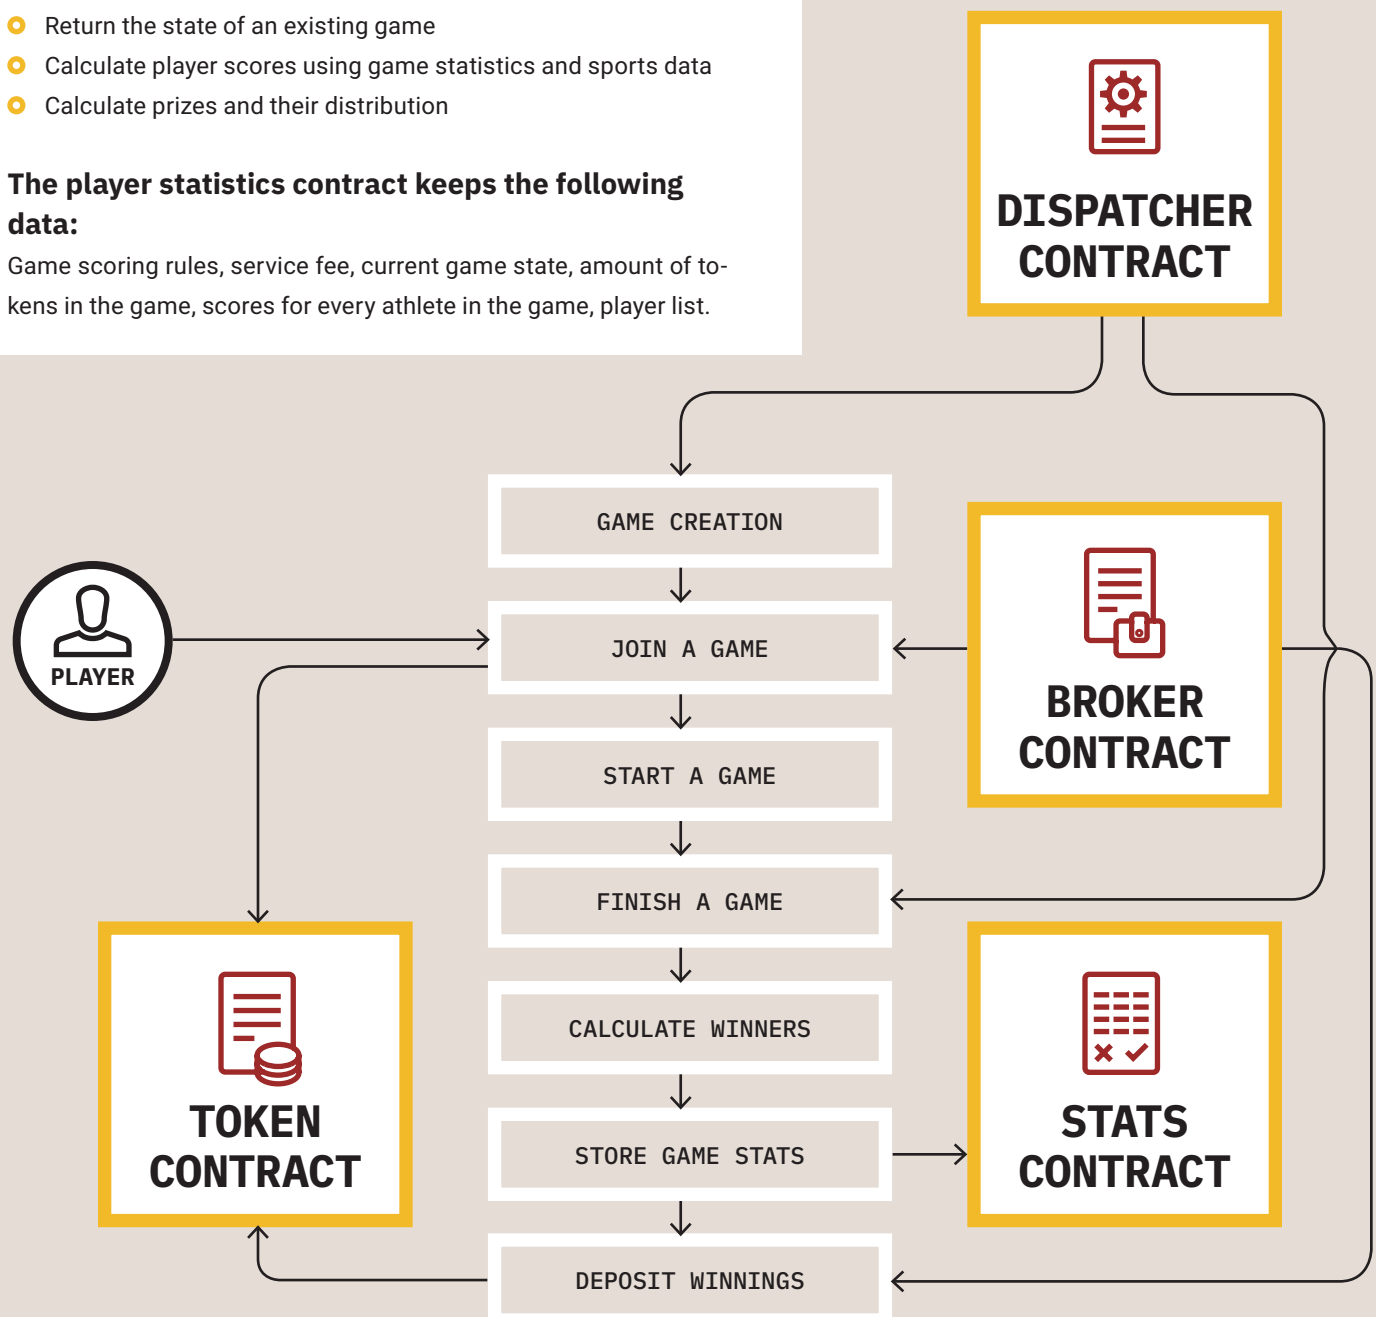 Return the state of an existing game
Calculate player scores using game statistics and sports data
Calculate prizes and their distribution
The player statistics contract keeps the following
data:
Game scoring rules, service fee, current game state, amount of to-
kens in the game, scores for every athlete in the game, player list.
DISPATCHER
CONTRACT
GAME CREATION
PLAYER
JOIN A GAME
BROKER
CONTRACT
START A GAME
FINISH A GAME
CALCULATE WINNERS
TOKEN
CONTRACT
STORE GAME STATS
STATS
CONTRACT
DEPOSIT WINNINGS